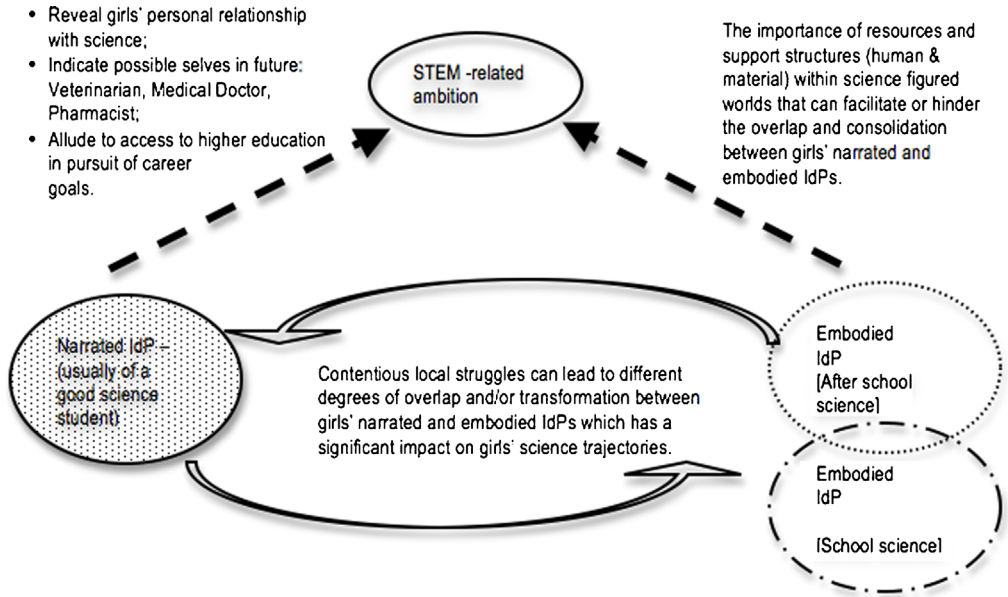 • Reveal girls' personal relationship
with science;
• Indicate possible selves in future:
Veterinarian, Medical Doctor,
Pharmacist;
• Allude to access to higher education
in pursuit of career
goals.
STEM -related
ambition
The importance of resources and
support structures (human &
material) within science figured
worlds that can facilitate or hinder
the overlap and consolidation
between girls' narrated and
embodied IdPs.
Narrated IdP –
(usually of a
good science
student)
Contentious local struggles can lead to different
degrees of overlap and/or transformation between
girls' narrated and embodied IdPs which has a
significant impact on girls' science trajectories.
Embodied
IdP
[After school
science]
Embodied
IdP
[School science]